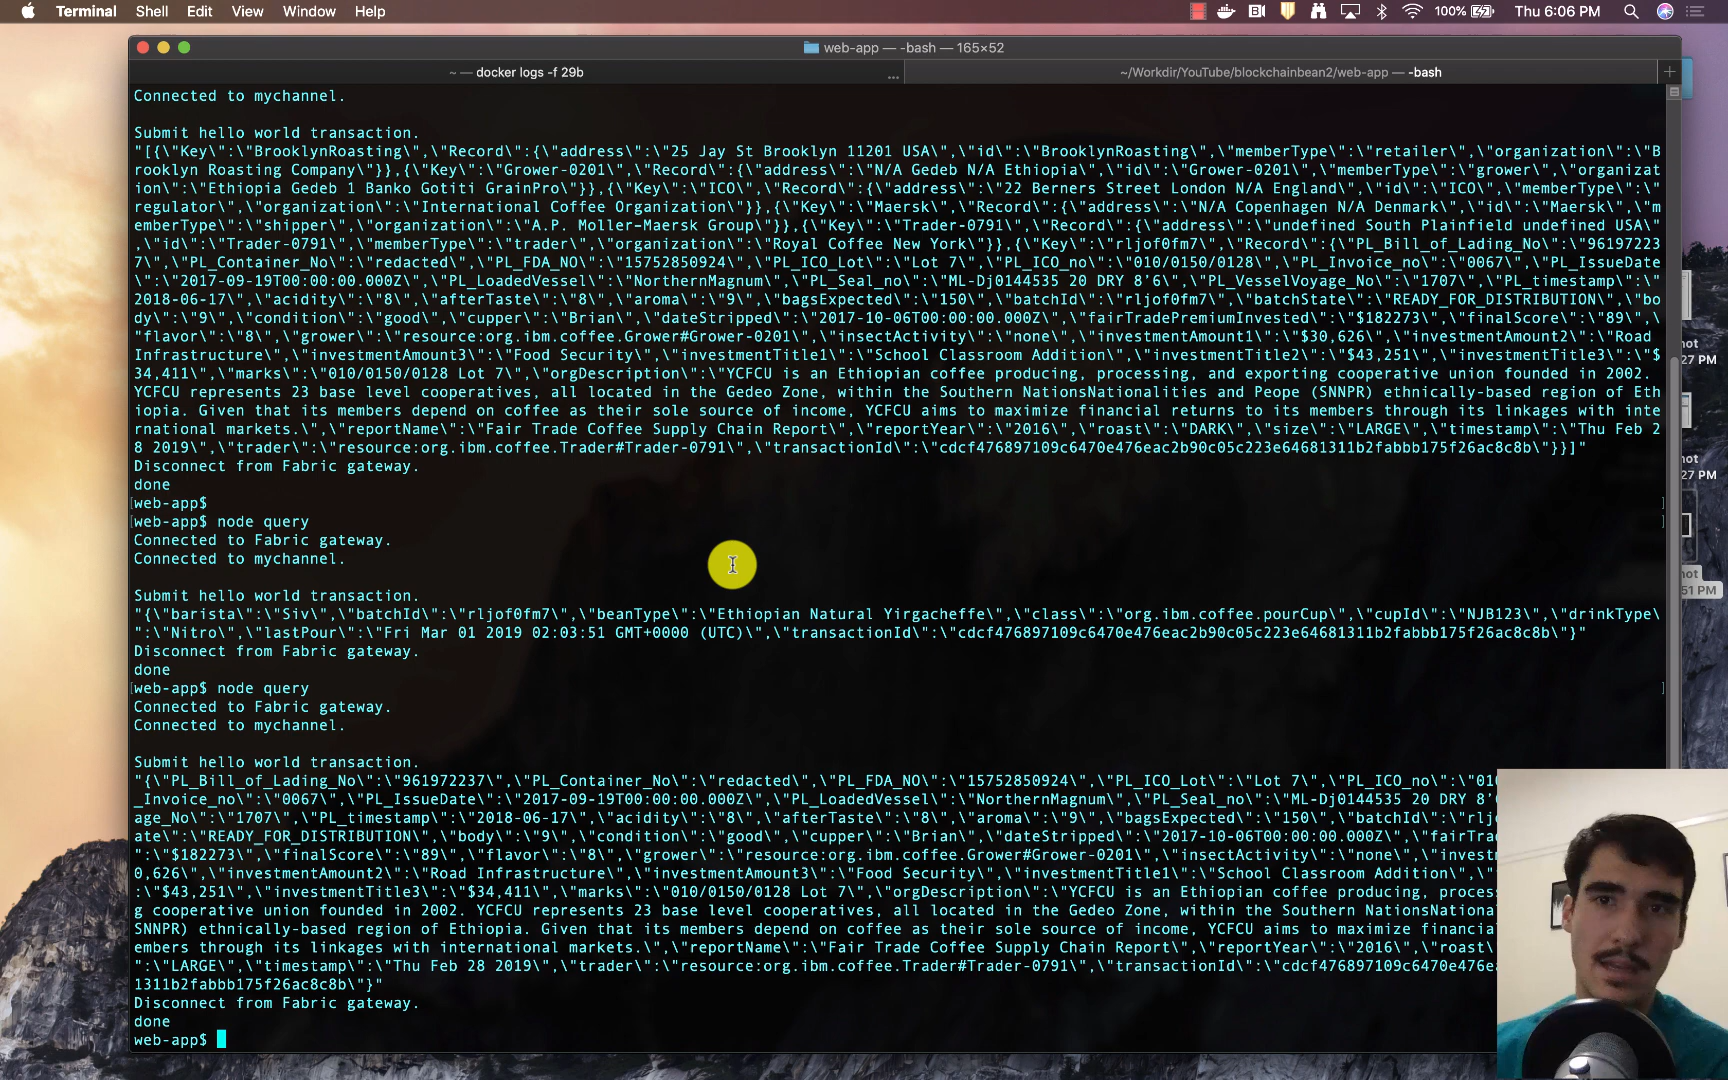 Terminal Shell Edit View Window Help 100% Thu 6:06 PM
web-app — -bash — 165×52
~ — docker logs -f 29b ... ~/Workdir/YouTube/blockchainbean2/web-app — -bash +
Connected to mychannel.
Submit hello world transaction.
"[{\"Key\":\"BrooklynRoasting\",\"Record\":{\"address\":\"25 Jay St Brooklyn 11201 USA\",\"id\":\"BrooklynRoasting\",\"memberType\":\"retailer\",\"organization\":\"B
rooklyn Roasting Company\"}},{\"Key\":\"Grower-0201\",\"Record\":{\"address\":\"N/A Gedeb N/A Ethiopia\",\"id\":\"Grower-0201\",\"memberType\":\"grower\",\"organizat
ion\":\"Ethiopia Gedeb 1 Banko Gotiti GrainPro\"}},{\"Key\":\"ICO\",\"Record\":{\"address\":\"22 Berners Street London N/A England\",\"id\":\"ICO\",\"memberType\":\"
regulator\",\"organization\":\"International Coffee Organization\"}},{\"Key\":\"Maersk\",\"Record\":{\"address\":\"N/A Copenhagen N/A Denmark\",\"id\":\"Maersk\",\"m
emberType\":\"shipper\",\"organization\":\"A.P. Moller–Maersk Group\"}},{\"Key\":\"Trader-0791\",\"Record\":{\"address\":\"undefined South Plainfield undefined USA\"
,\"id\":\"Trader-0791\",\"memberType\":\"trader\",\"organization\":\"Royal Coffee New York\"}},{\"Key\":\"rljof0fm7\",\"Record\":{\"PL_Bill_of_Lading_No\":\"96197223
7\",\"PL_Container_No\":\"redacted\",\"PL_FDA_NO\":\"15752850924\",\"PL_ICO_Lot\":\"Lot 7\",\"PL_ICO_no\":\"010/0150/0128\",\"PL_Invoice_no\":\"0067\",\"PL_IssueDate
\":\"2017-09-19T00:00:00.000Z\",\"PL_LoadedVessel\":\"NorthernMagnum\",\"PL_Seal_no\":\"ML-Dj0144535 20 DRY 8'6\",\"PL_VesselVoyage_No\":\"1707\",\"PL_timestamp\":\"
2018-06-17\",\"acidity\":\"8\",\"afterTaste\":\"8\",\"aroma\":\"9\",\"bagsExpected\":\"150\",\"batchId\":\"rljof0fm7\",\"batchState\":\"READY_FOR_DISTRIBUTION\",\"bo
dy\":\"9\",\"condition\":\"good\",\"cupper\":\"Brian\",\"dateStripped\":\"2017-10-06T00:00:00.000Z\",\"fairTradePremiumInvested\":\"$182273\",\"finalScore\":\"89\",\
"flavor\":\"8\",\"grower\":\"resource:org.ibm.coffee.Grower#Grower-0201\",\"insectActivity\":\"none\",\"investmentAmount1\":\"$30,626\",\"investmentAmount2\":\"Road 
Infrastructure\",\"investmentAmount3\":\"Food Security\",\"investmentTitle1\":\"School Classroom Addition\",\"investmentTitle2\":\"$43,251\",\"investmentTitle3\":\"$
34,411\",\"marks\":\"010/0150/0128 Lot 7\",\"orgDescription\":\"YCFCU is an Ethiopian coffee producing, processing, and exporting cooperative union founded in 2002. 
YCFCU represents 23 base level cooperatives, all located in the Gedeo Zone, within the Southern NationsNationalities and Peope (SNNPR) ethnically-based region of Eth
iopia. Given that its members depend on coffee as their sole source of income, YCFCU aims to maximize financial returns to its members through its linkages with inte
rnational markets.\",\"reportName\":\"Fair Trade Coffee Supply Chain Report\",\"reportYear\":\"2016\",\"roast\":\"DARK\",\"size\":\"LARGE\",\"timestamp\":\"Thu Feb 2
8 2019\",\"trader\":\"resource:org.ibm.coffee.Trader#Trader-0791\",\"transactionId\":\"cdcf476897109c6470e476eac2b90c05c223e64681311b2fabbb175f26ac8c8b\"}}]"
Disconnect from Fabric gateway.
done
[web-app$ ]
[web-app$ node query ]
Connected to Fabric gateway.
Connected to mychannel.
Submit hello world transaction.
"{\"barista\":\"Siv\",\"batchId\":\"rljof0fm7\",\"beanType\":\"Ethiopian Natural Yirgacheffe\",\"class\":\"org.ibm.coffee.pourCup\",\"cupId\":\"NJB123\",\"drinkType\
":\"Nitro\",\"lastPour\":\"Fri Mar 01 2019 02:03:51 GMT+0000 (UTC)\",\"transactionId\":\"cdcf476897109c6470e476eac2b90c05c223e64681311b2fabbb175f26ac8c8b\"}"
Disconnect from Fabric gateway.
done
[web-app$ node query ]
Connected to Fabric gateway.
Connected to mychannel.
Submit hello world transaction.
"{\"PL_Bill_of_Lading_No\":\"961972237\",\"PL_Container_No\":\"redacted\",\"PL_FDA_NO\":\"15752850924\",\"PL_ICO_Lot\":\"Lot 7\",\"PL_ICO_no\":\"010
_Invoice_no\":\"0067\",\"PL_IssueDate\":\"2017-09-19T00:00:00.000Z\",\"PL_LoadedVessel\":\"NorthernMagnum\",\"PL_Seal_no\":\"ML-Dj0144535 20 DRY 8'6
age_No\":\"1707\",\"PL_timestamp\":\"2018-06-17\",\"acidity\":\"8\",\"afterTaste\":\"8\",\"aroma\":\"9\",\"bagsExpected\":\"150\",\"batchId\":\"rljo
ate\":\"READY_FOR_DISTRIBUTION\",\"body\":\"9\",\"condition\":\"good\",\"cupper\":\"Brian\",\"dateStripped\":\"2017-10-06T00:00:00.000Z\",\"fairTrad
\":\"$182273\",\"finalScore\":\"89\",\"flavor\":\"8\",\"grower\":\"resource:org.ibm.coffee.Grower#Grower-0201\",\"insectActivity\":\"none\",\"invest
0,626\",\"investmentAmount2\":\"Road Infrastructure\",\"investmentAmount3\":\"Food Security\",\"investmentTitle1\":\"School Classroom Addition\",\"
:\"$43,251\",\"investmentTitle3\":\"$34,411\",\"marks\":\"010/0150/0128 Lot 7\",\"orgDescription\":\"YCFCU is an Ethiopian coffee producing, proces
g cooperative union founded in 2002. YCFCU represents 23 base level cooperatives, all located in the Gedeo Zone, within the Southern NationsNational
SNNPR) ethnically-based region of Ethiopia. Given that its members depend on coffee as their sole source of income, YCFCU aims to maximize financial
embers through its linkages with international markets.\",\"reportName\":\"Fair Trade Coffee Supply Chain Report\",\"reportYear\":\"2016\",\"roast\"
:\"LARGE\",\"timestamp\":\"Thu Feb 28 2019\",\"trader\":\"resource:org.ibm.coffee.Trader#Trader-0791\",\"transactionId\":\"cdcf476897109c6470e476ea
1311b2fabbb175f26ac8c8b\"}"
Disconnect from Fabric gateway.
done
web-app$